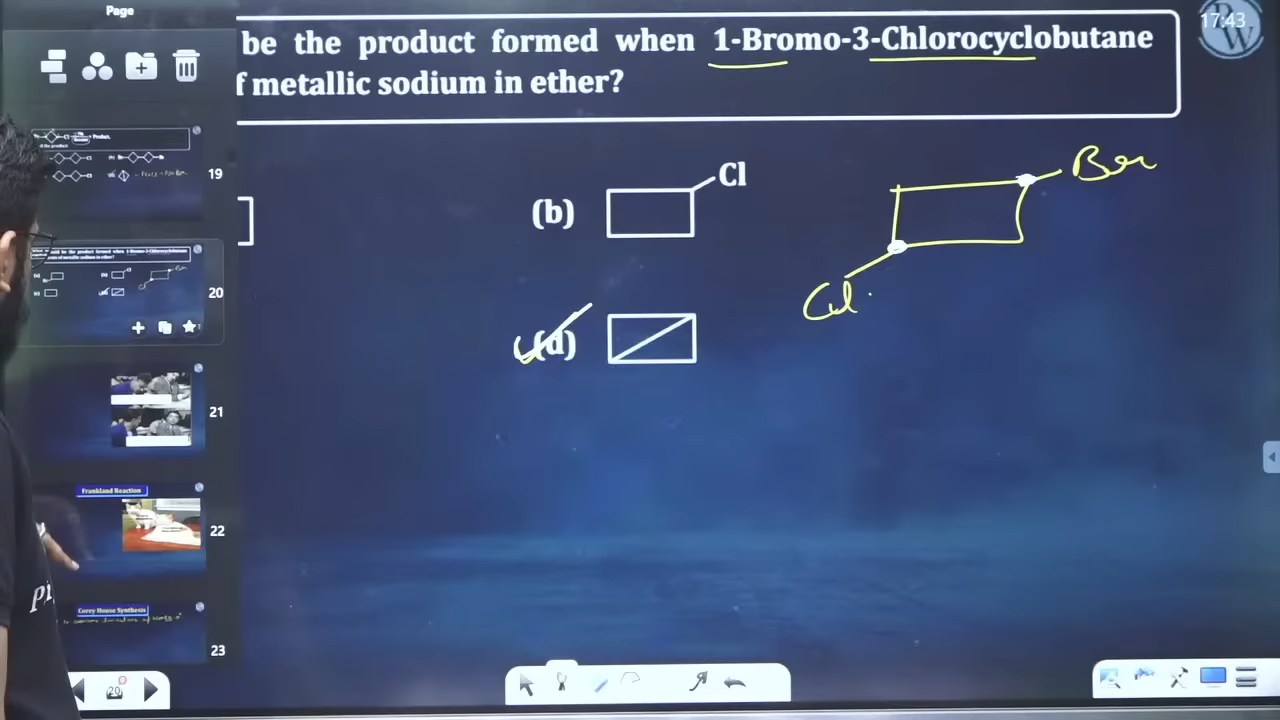 Page
17:43
be the product formed when 1-Bromo-3-Chlorocyclobutane
f metallic sodium in ether?
19
(b) Cl
Br
20
Cl
(d)
21
Frankland Reaction
22
Corey House Synthesis
23
20